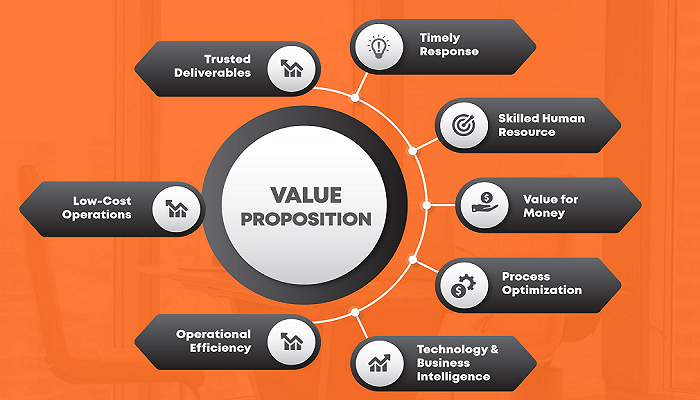 Trusted
Deliverables
Timely
Response
Skilled Human
Resource
Low-Cost
Operations
VALUE
PROPOSITION
Value for
Money
Process
Optimization
Operational
Efficiency
Technology &
Business
Intelligence